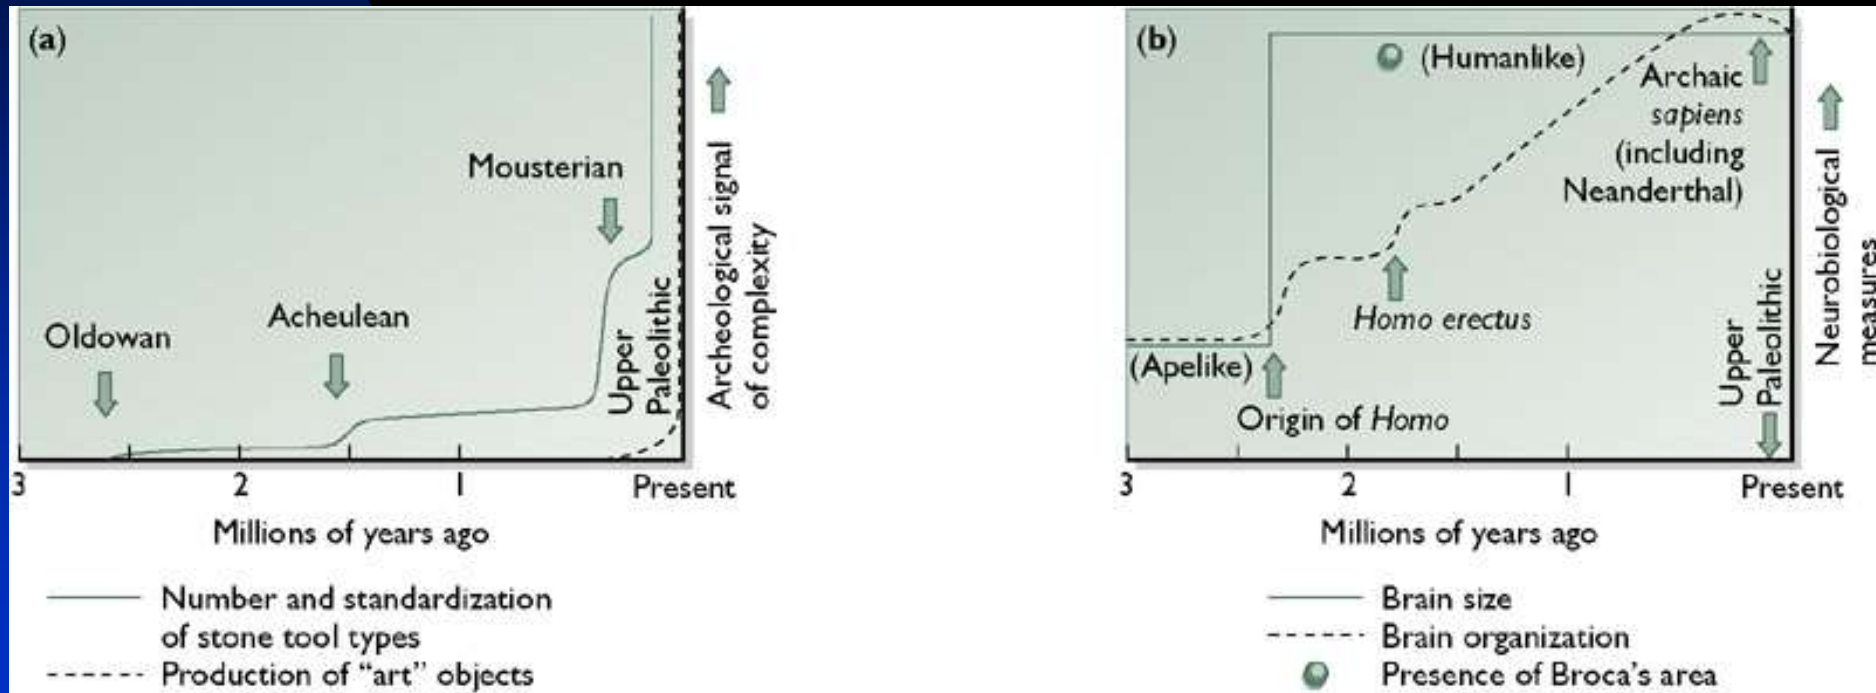 (a)
Mousterian
Acheulean
Oldowan
Upper
Paleolithic
Archeological signal
of complexity
3
2
1
Present
Millions of years ago
Number and standardization
of stone tool types
Production of “art” objects
(b)
(Humanlike)
Archaic
sapiens
(including
Neanderthal)
Homo erectus
(Apelike)
Origin of Homo
Upper
Paleolithic
Neurobiological
measures
3
2
1
Present
Millions of years ago
Brain size
Brain organization
Presence of Broca’s area